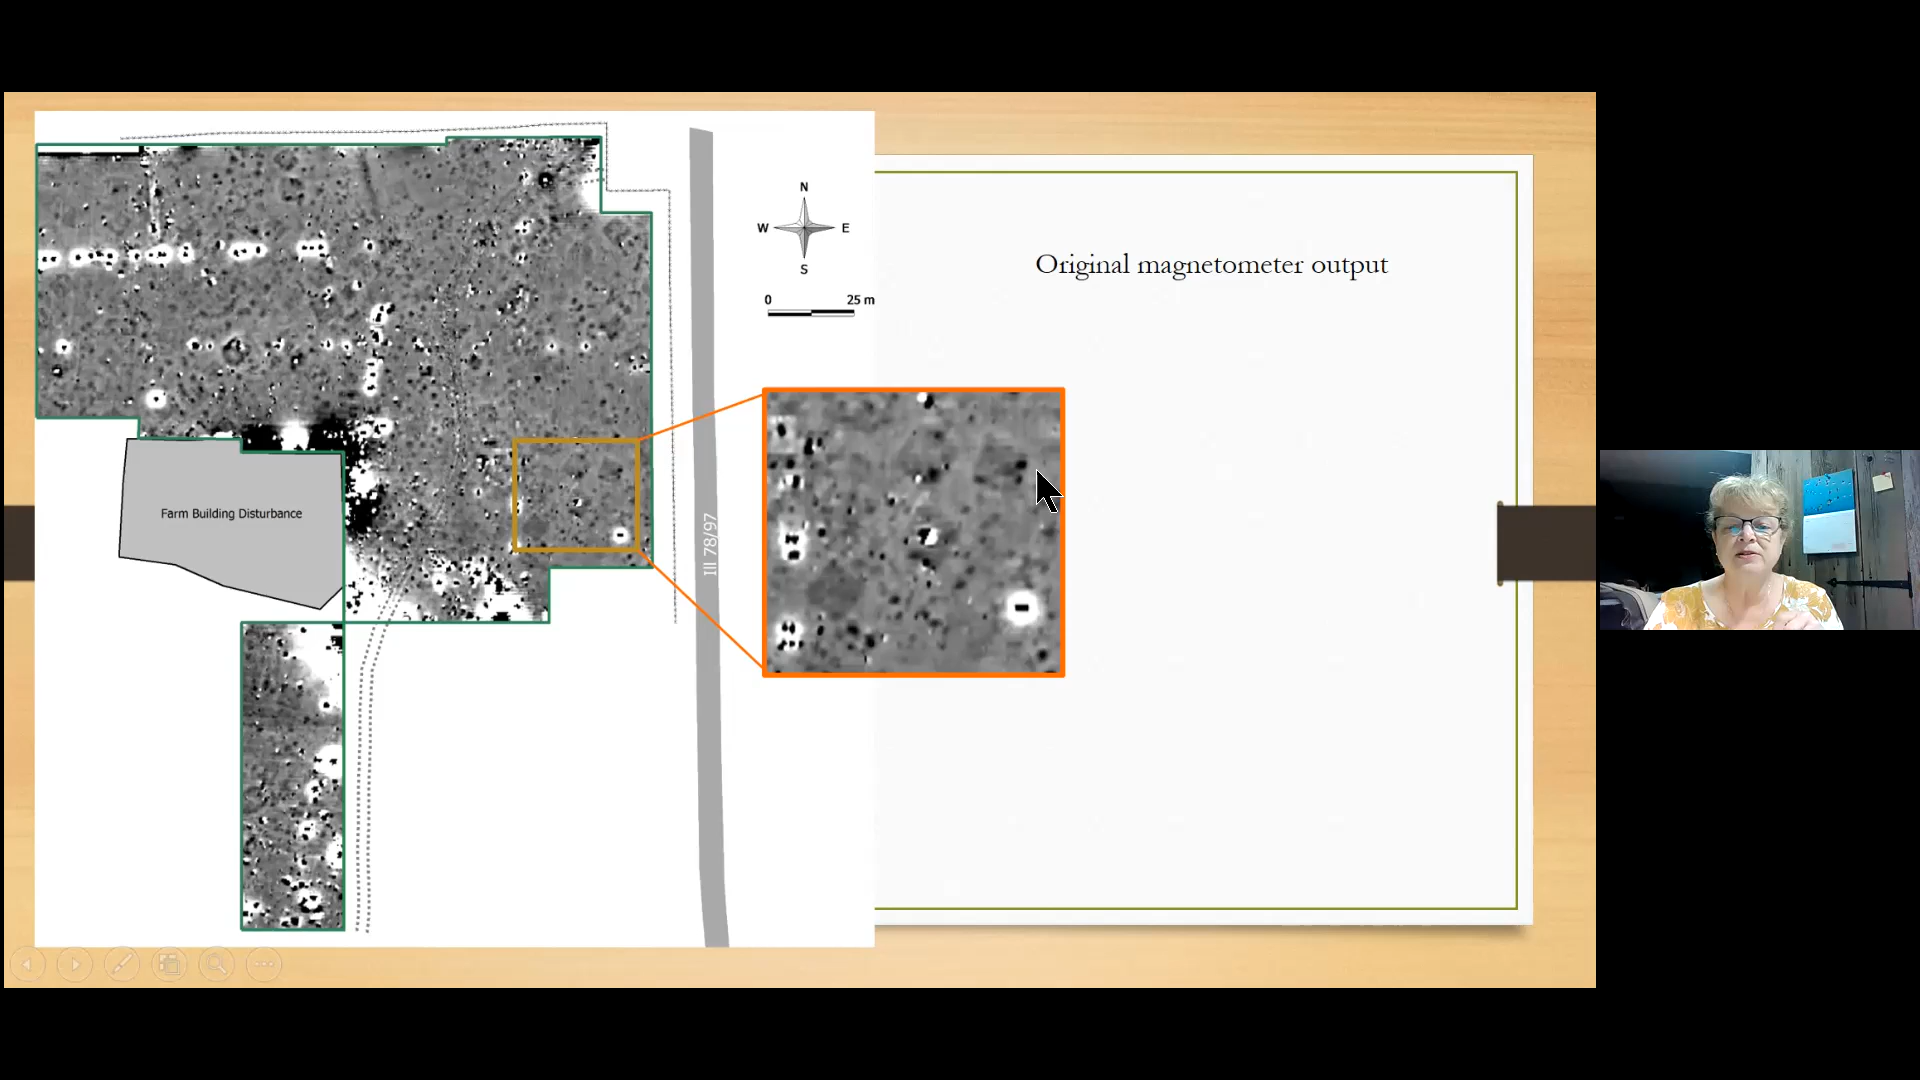 N
W E
S
0 25 m
Original magnetometer output
Farm Building Disturbance
Ill 78/97